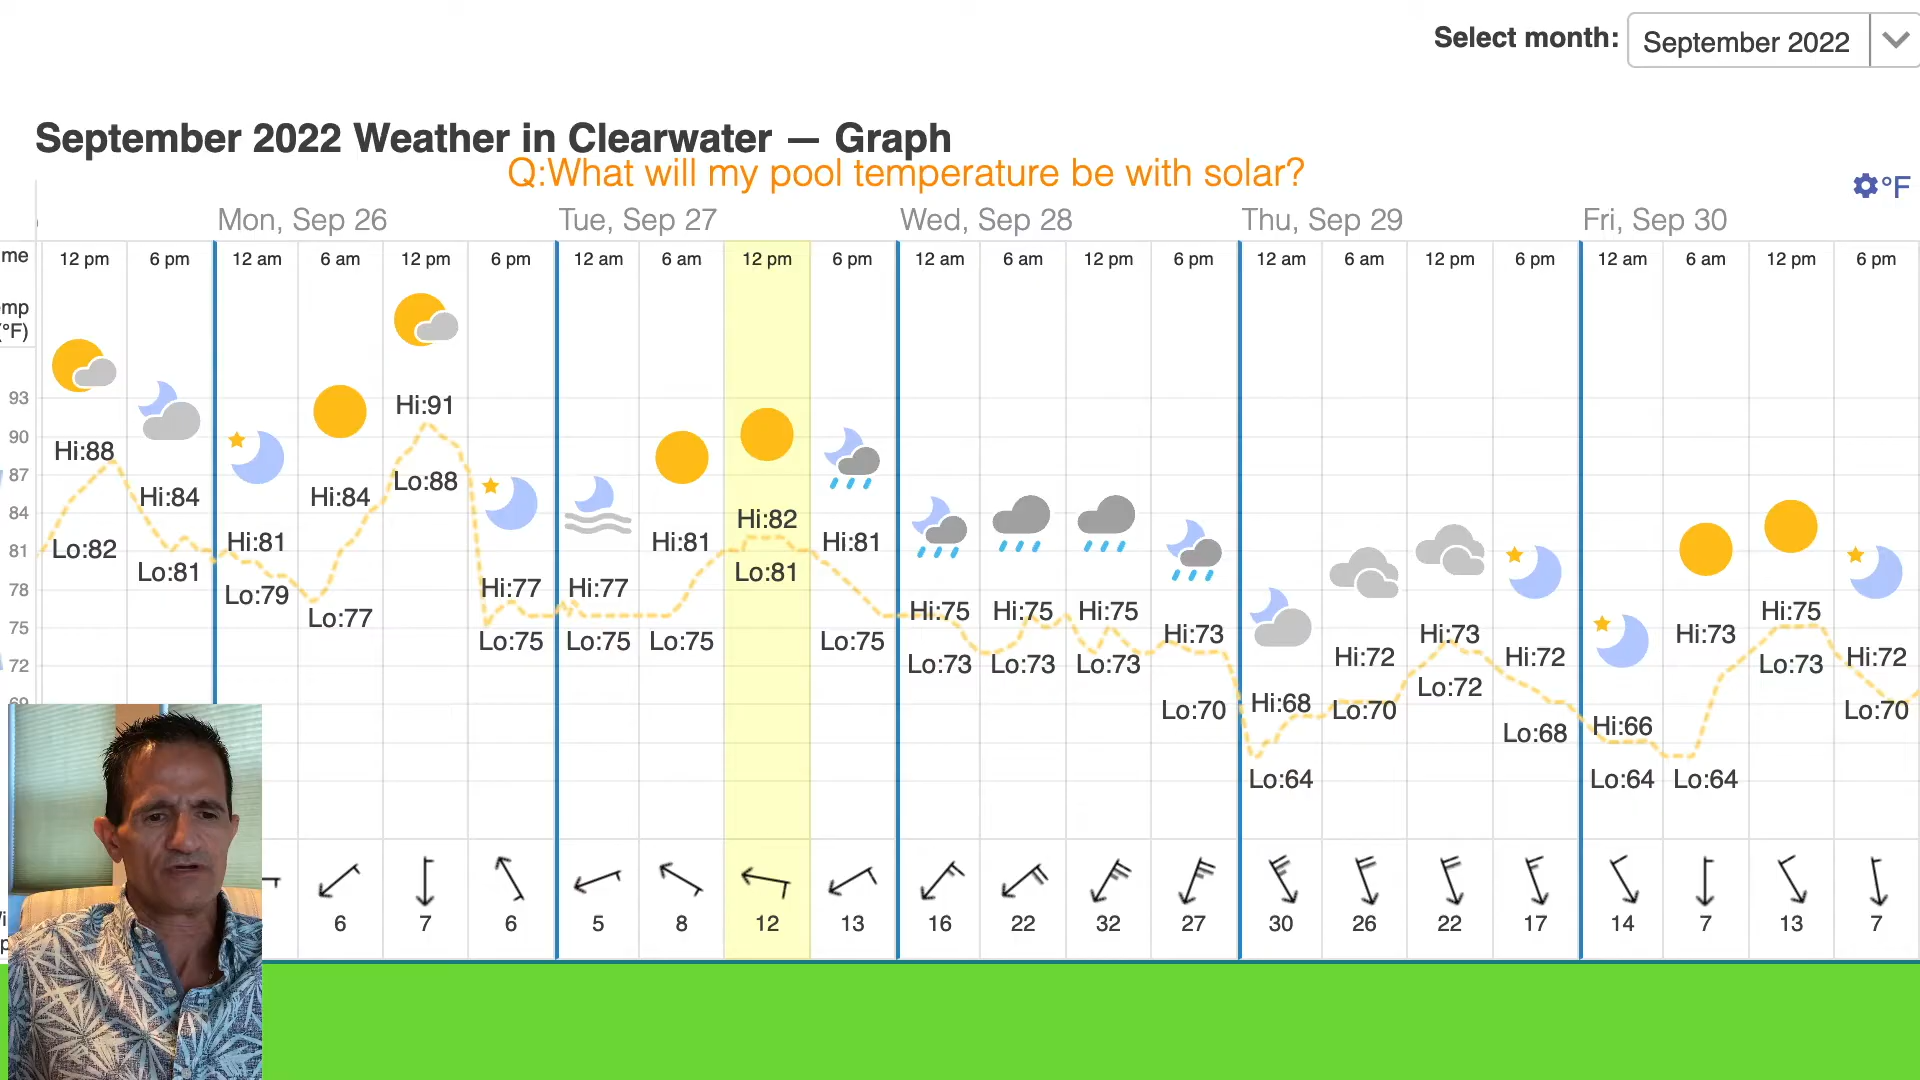 Select month: September 2022
September 2022 Weather in Clearwater — Graph
Q:What will my pool temperature be with solar?
°F
Mon, Sep 26 Tue, Sep 27 Wed, Sep 28 Thu, Sep 29 Fri, Sep 30
me 12 pm 6 pm 12 am 6 am 12 pm 6 pm 12 am 6 am 12 pm 6 pm 12 am 6 am 12 pm 6 pm 12 am 6 am 12 pm 6 pm 12 am 6 am 12 pm 6 pm
mp
(°F)
93
90
87
84
81
78
75
72
69
Hi:88 Hi:84 Hi:81 Hi:84 Hi:91 Hi:77 Hi:77 Hi:81 Hi:82 Hi:81 Hi:75 Hi:75 Hi:75 Hi:73 Hi:68 Hi:72 Hi:73 Hi:72 Hi:66 Hi:73 Hi:75 Hi:72
Lo:82 Lo:81 Lo:79 Lo:77 Lo:88 Lo:75 Lo:75 Lo:75 Lo:81 Lo:75 Lo:73 Lo:73 Lo:73 Lo:70 Lo:64 Lo:70 Lo:72 Lo:68 Lo:64 Lo:64 Lo:73 Lo:70
6 7 6 5 8 12 13 16 22 32 27 30 26 22 17 14 7 13 7